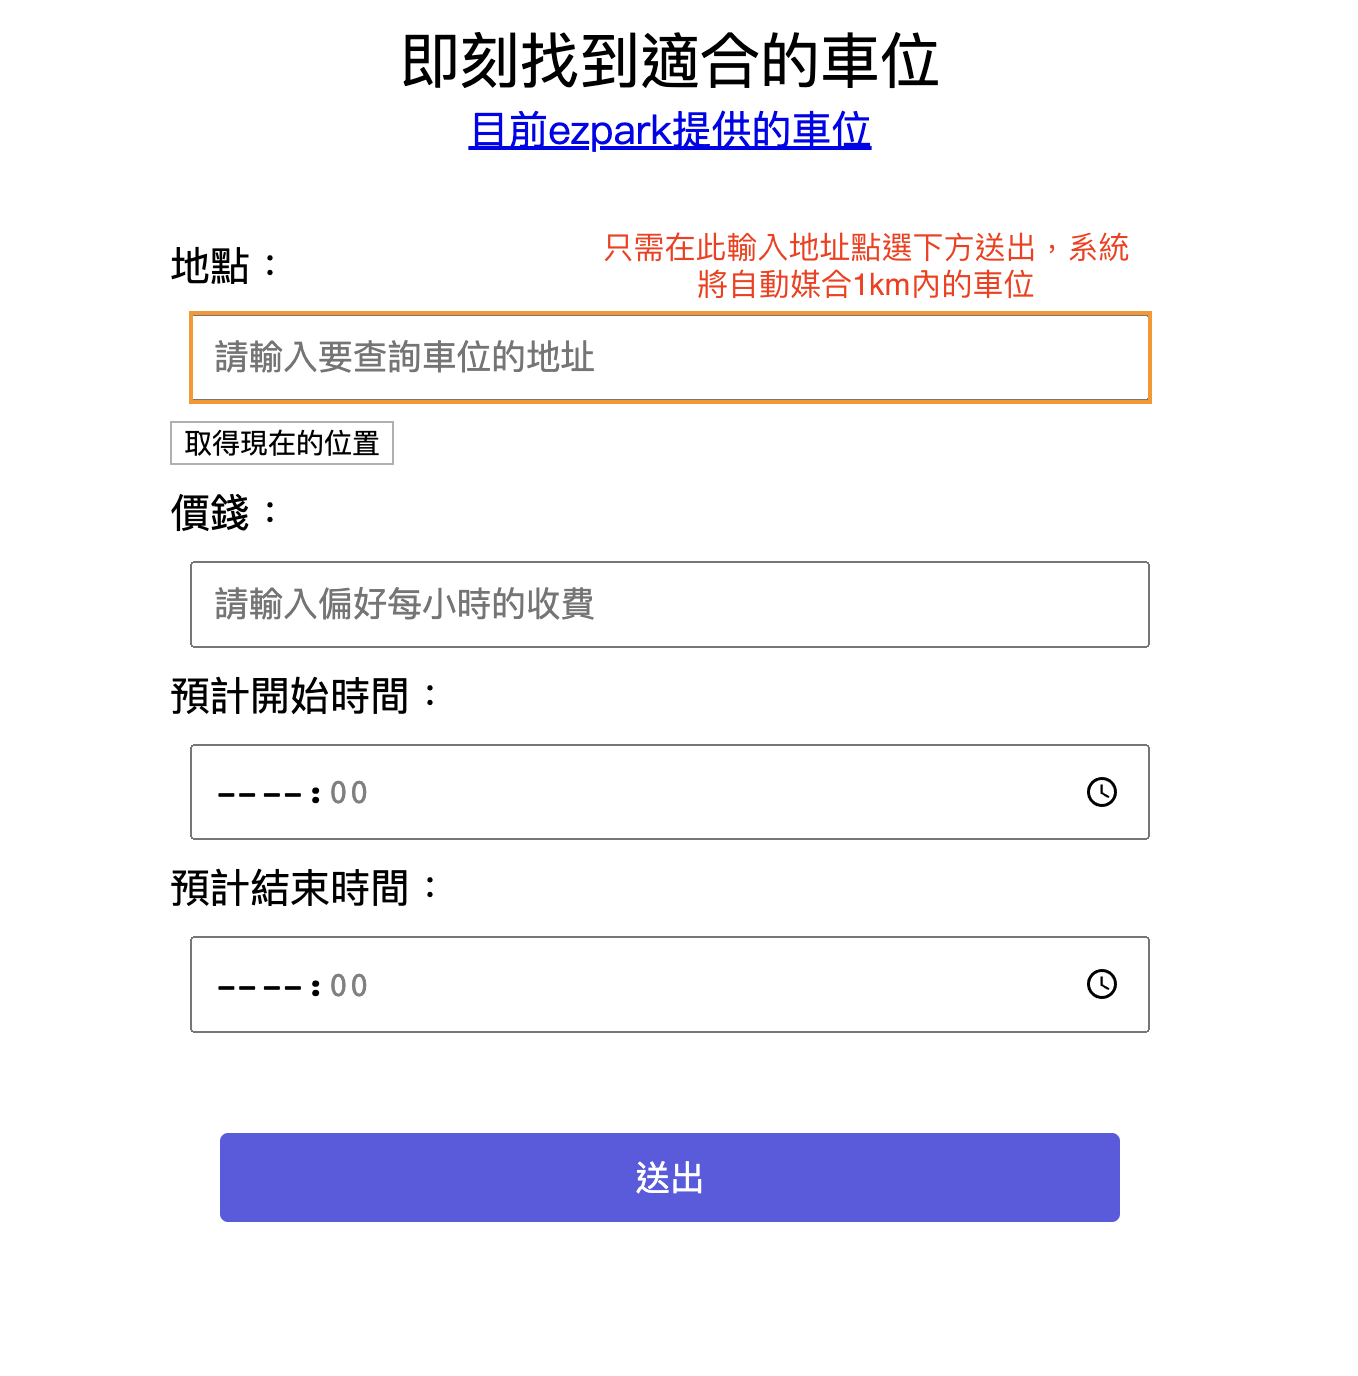 即刻找到適合的車位
目前ezpark提供的車位
地點：
只需在此輸入地址點選下方送出，系統
將自動媒合1km內的車位
請輸入要查詢車位的地址
取得現在的位置
價錢：
請輸入偏好每小時的收費
預計開始時間：
----:00
預計結束時間：
----:00
送出